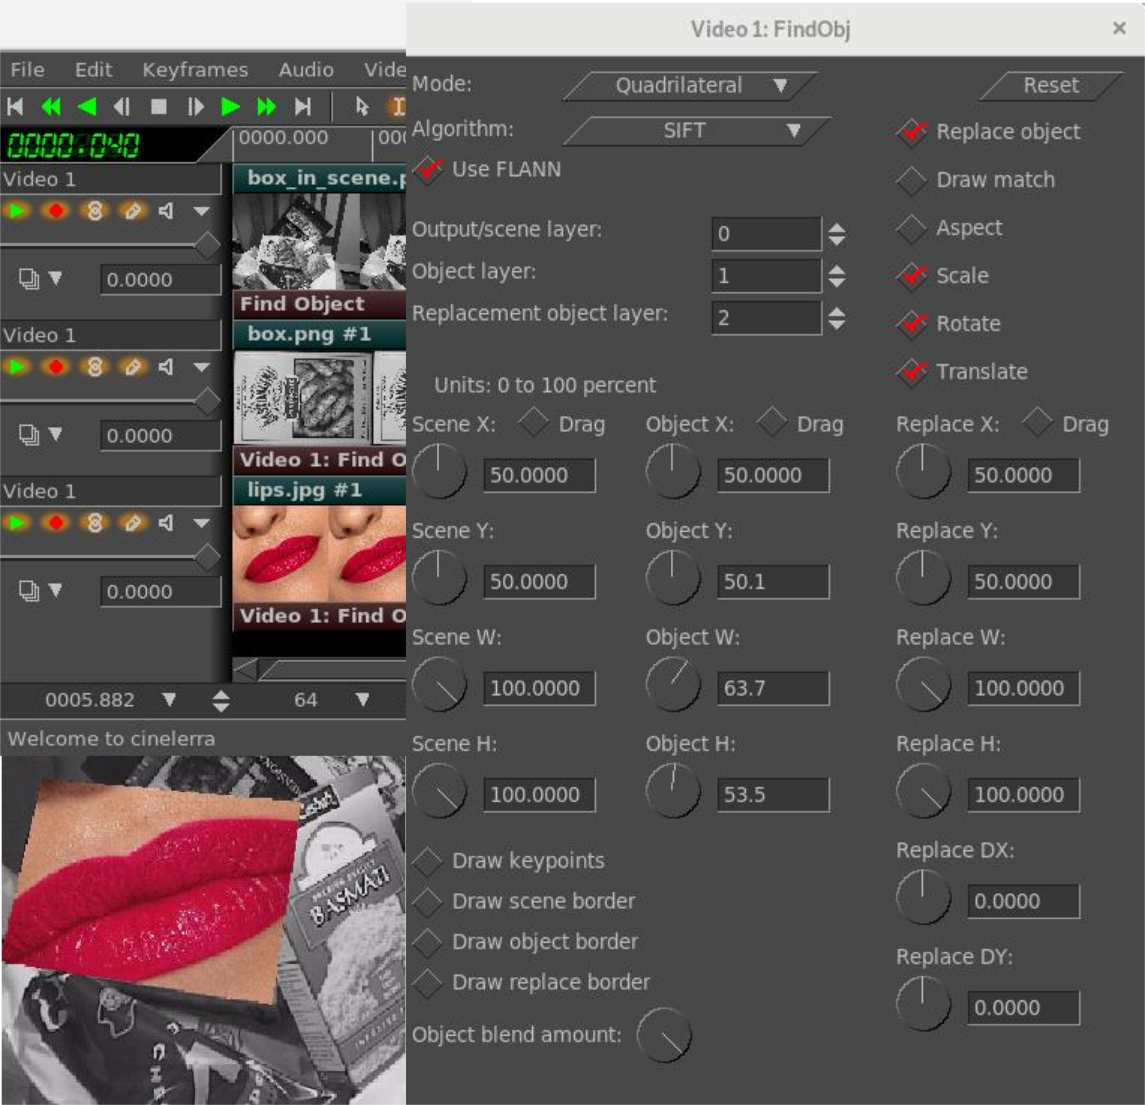 Video 1: FindObj
File Edit Keyframes Audio Vide
0000.040
0000.000
Video 1
box_in_scene.p
0.0000
Find Object
Video 1
box.png #1
0.0000
Video 1: Find O
Video 1
lips.jpg #1
0.0000
Video 1: Find O
0005.882 64
Welcome to cinelerra
BASMATI
Mode: Quadrilateral
Reset
Algorithm: SIFT
Replace object
Use FLANN
Draw match
Output/scene layer: 0
Aspect
Object layer: 1
Scale
Replacement object layer: 2
Rotate
Units: 0 to 100 percent
Translate
Scene X: Drag Object X: Drag Replace X: Drag
50.0000 50.0000 50.0000
Scene Y: Object Y: Replace Y:
50.0000 50.1 50.0000
Scene W: Object W: Replace W:
100.0000 63.7 100.0000
Scene H: Object H: Replace H:
100.0000 53.5 100.0000
Draw keypoints
Replace DX:
Draw scene border
0.0000
Draw object border
Replace DY:
Draw replace border
0.0000
Object blend amount: